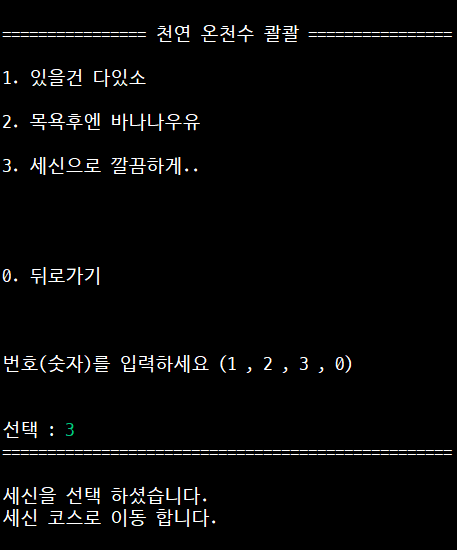 ================ 천연 온천수 콸콸 ================
1. 있을건 다있소
2. 목욕후엔 바나나우유
3. 세신으로 깔끔하게..
0. 뒤로가기
번호(숫자)를 입력하세요 (1 , 2 , 3 , 0)
선택 : 3
==================================================
세신을 선택 하셨습니다.
세신 코스로 이동 합니다.